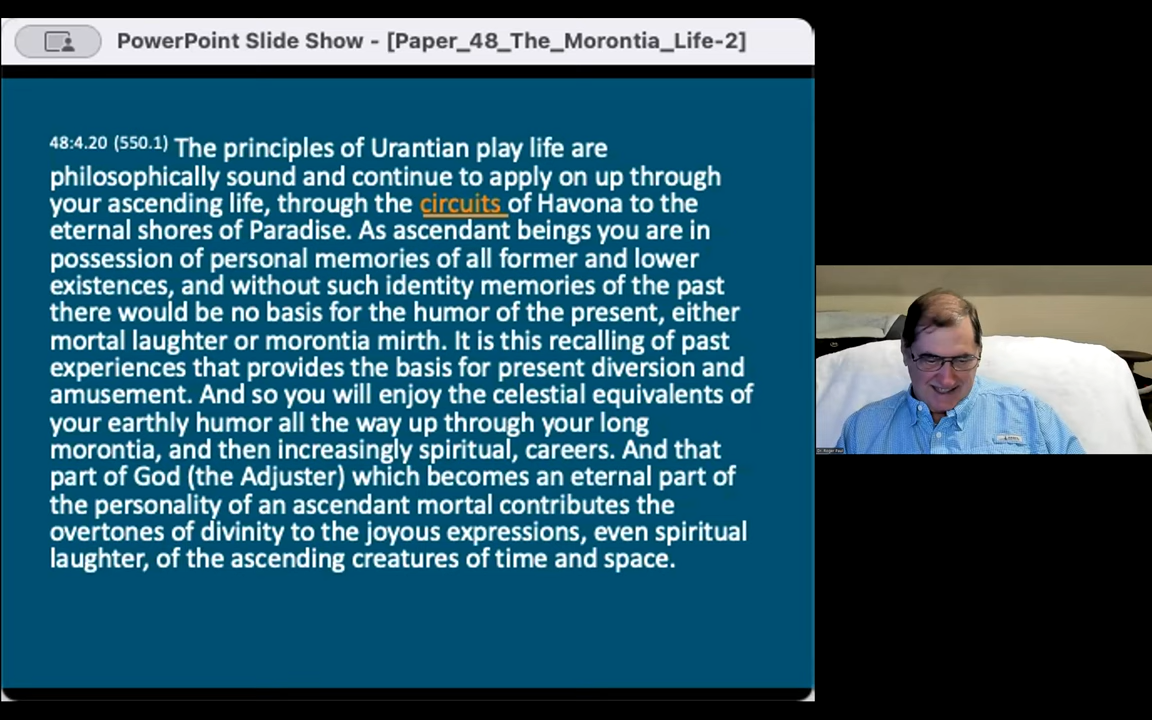 PowerPoint Slide Show - [Paper_48_The_Morontia_Life-2]
48:4.20 (550.1) The principles of Urantian play life are
philosophically sound and continue to apply on up through
your ascending life, through the circuits of Havona to the
eternal shores of Paradise. As ascendant beings you are in
possession of personal memories of all former and lower
existences, and without such identity memories of the past
there would be no basis for the humor of the present, either
mortal laughter or morontia mirth. It is this recalling of past
experiences that provides the basis for present diversion and
amusement. And so you will enjoy the celestial equivalents of
your earthly humor all the way up through your long
morontia, and then increasingly spiritual, careers. And that
part of God (the Adjuster) which becomes an eternal part of
the personality of an ascendant mortal contributes the
overtones of divinity to the joyous expressions, even spiritual
laughter, of the ascending creatures of time and space.